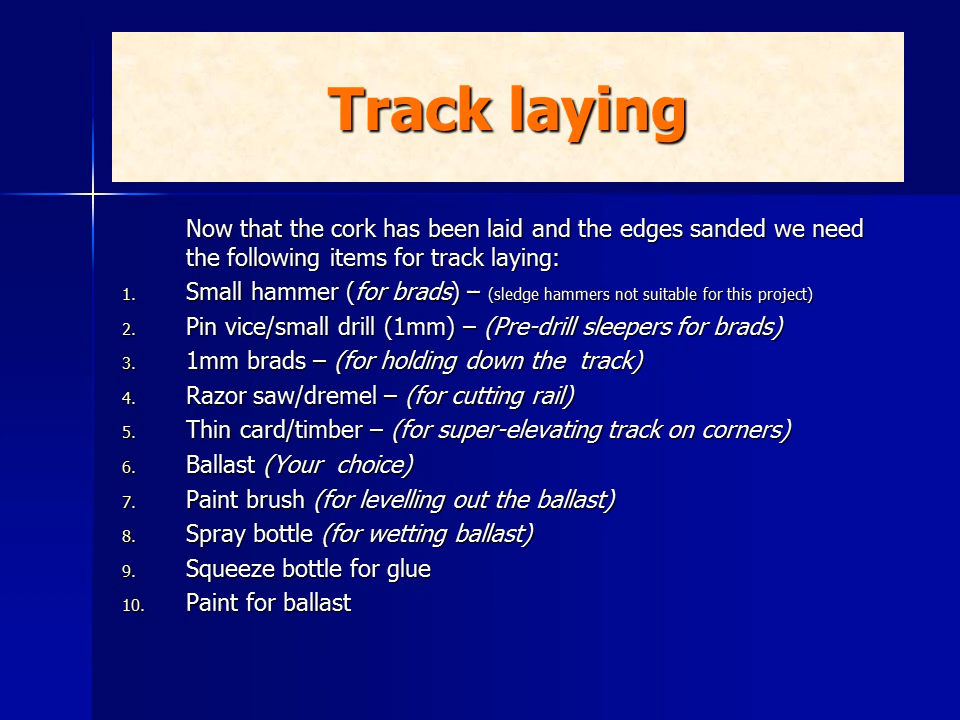 Track laying
Now that the cork has been laid and the edges sanded we need
the following items for track laying:
1. Small hammer (for brads) – (sledge hammers not suitable for this project)
2. Pin vice/small drill (1mm) – (Pre-drill sleepers for brads)
3. 1mm brads – (for holding down the  track)
4. Razor saw/dremel – (for cutting rail)
5. Thin card/timber – (for super-elevating track on corners)
6. Ballast (Your  choice)
7. Paint brush (for levelling out the ballast)
8. Spray bottle (for wetting ballast)
9. Squeeze bottle for glue
10. Paint for ballast